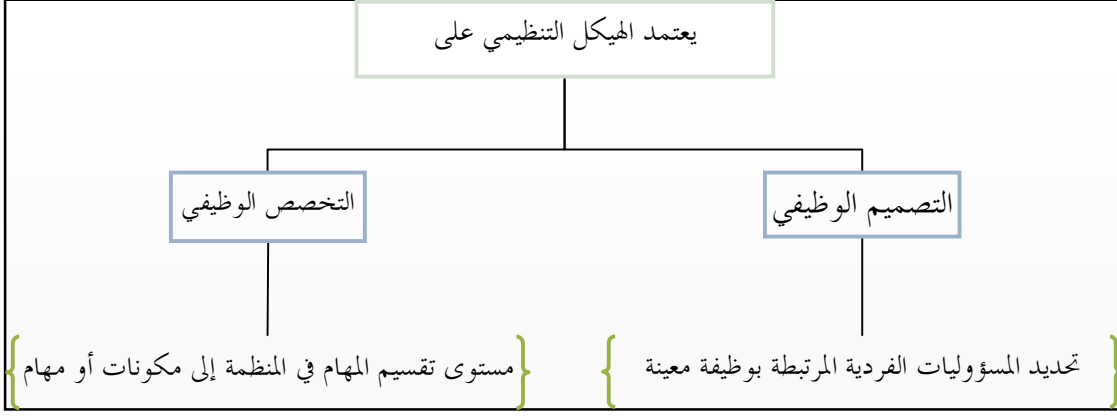 يعتمد الهيكل التنظيمي على
التصميم الوظيفي
التخصص الوظيفي
تحديد المسؤوليات الفردية المرتبطة بوظيفة معينة
مستوى تقسيم المهام في المنظمة إلى مكونات أو مهام